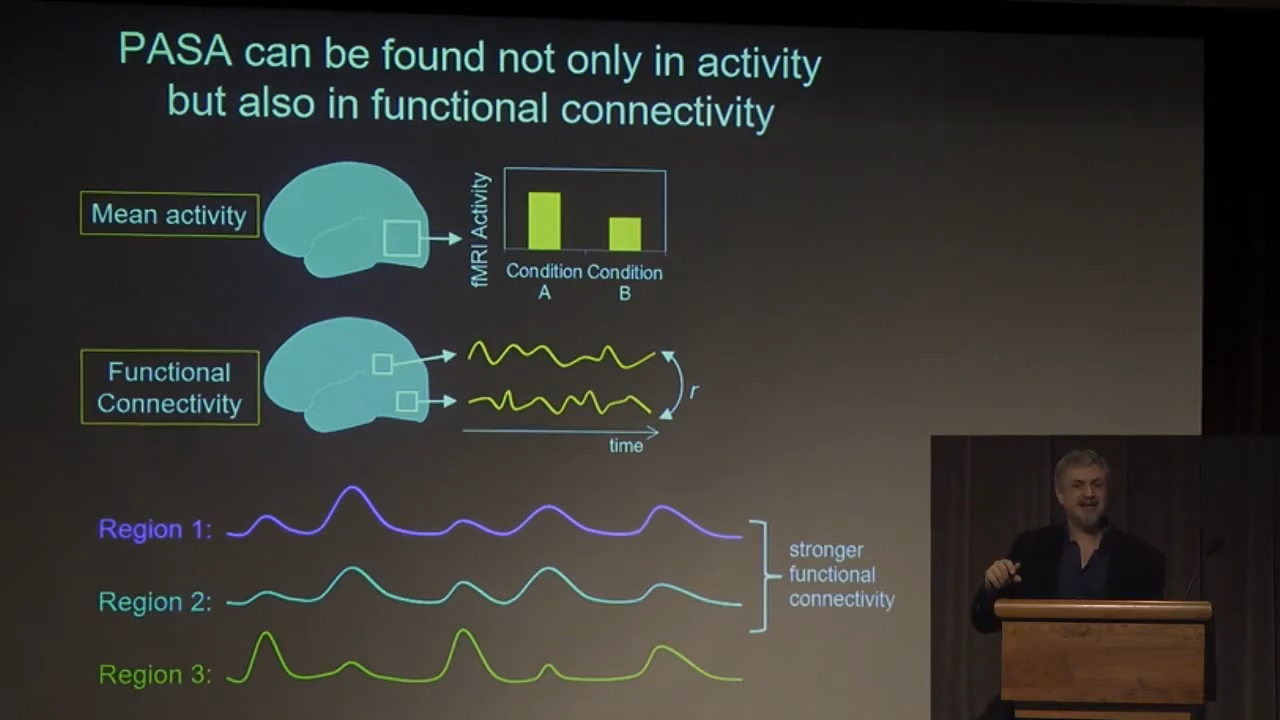 PASA can be found not only in activity
but also in functional connectivity
Mean activity
fMRI Activity
Condition Condition
A B
Functional
Connectivity
r
time
Region 1:
Region 2:
Region 3:
stronger
functional
connectivity